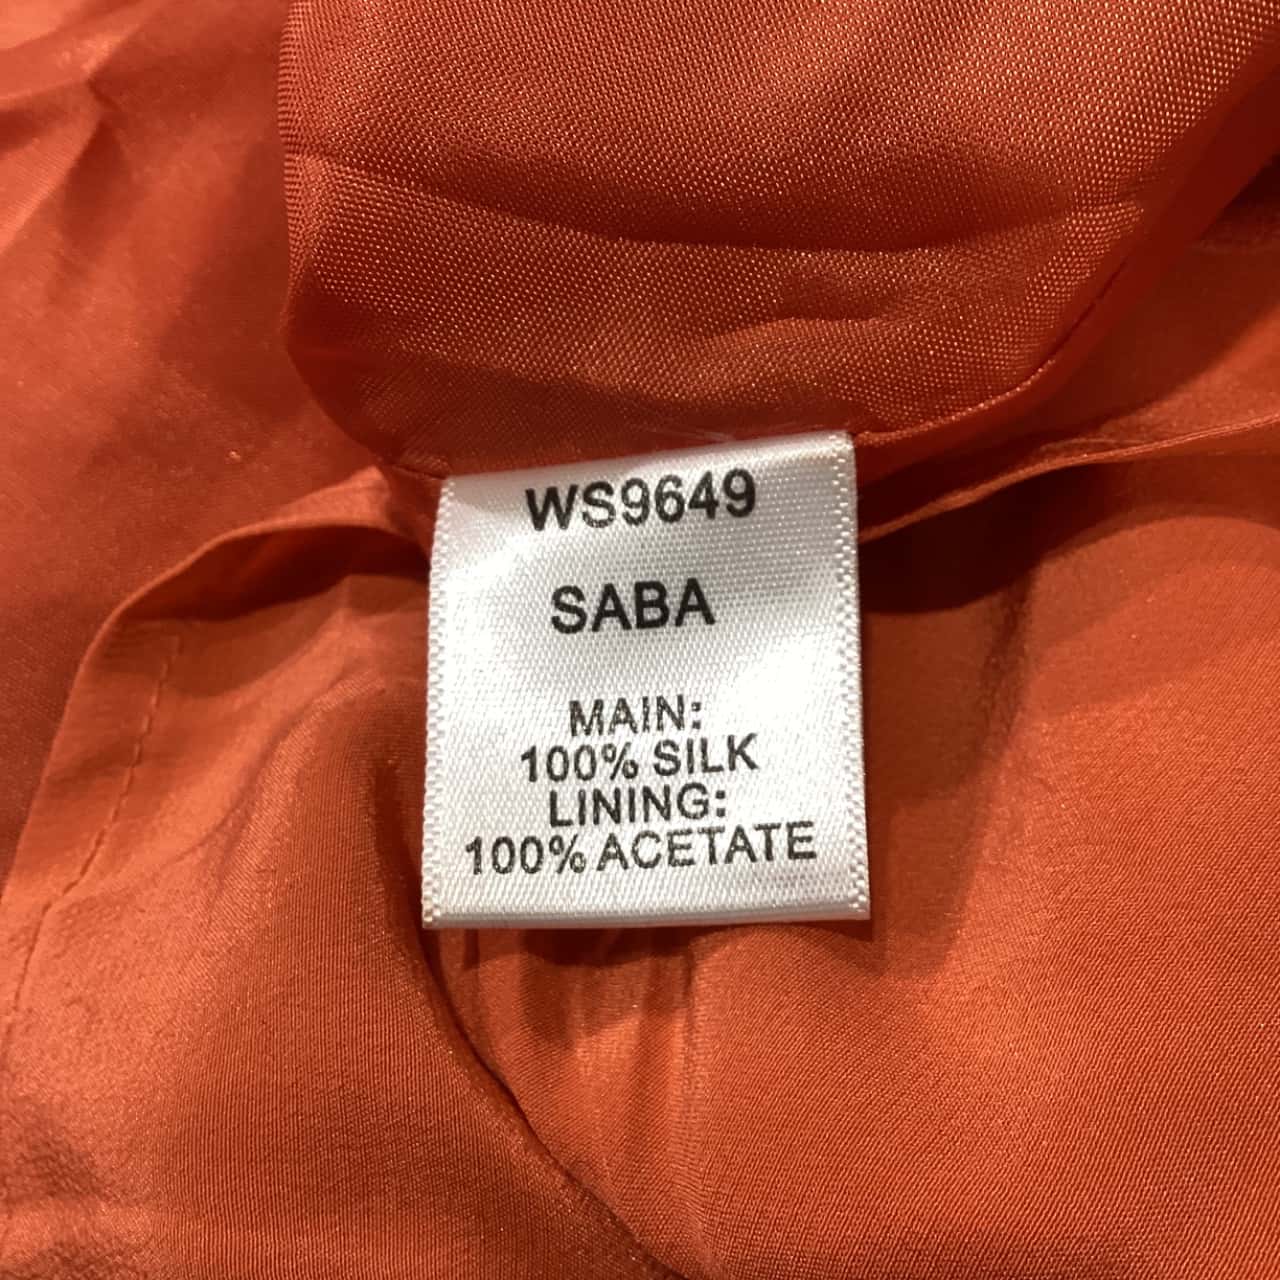 WS9649
SABA
MAIN:
100% SILK
LINING:
100% ACETATE